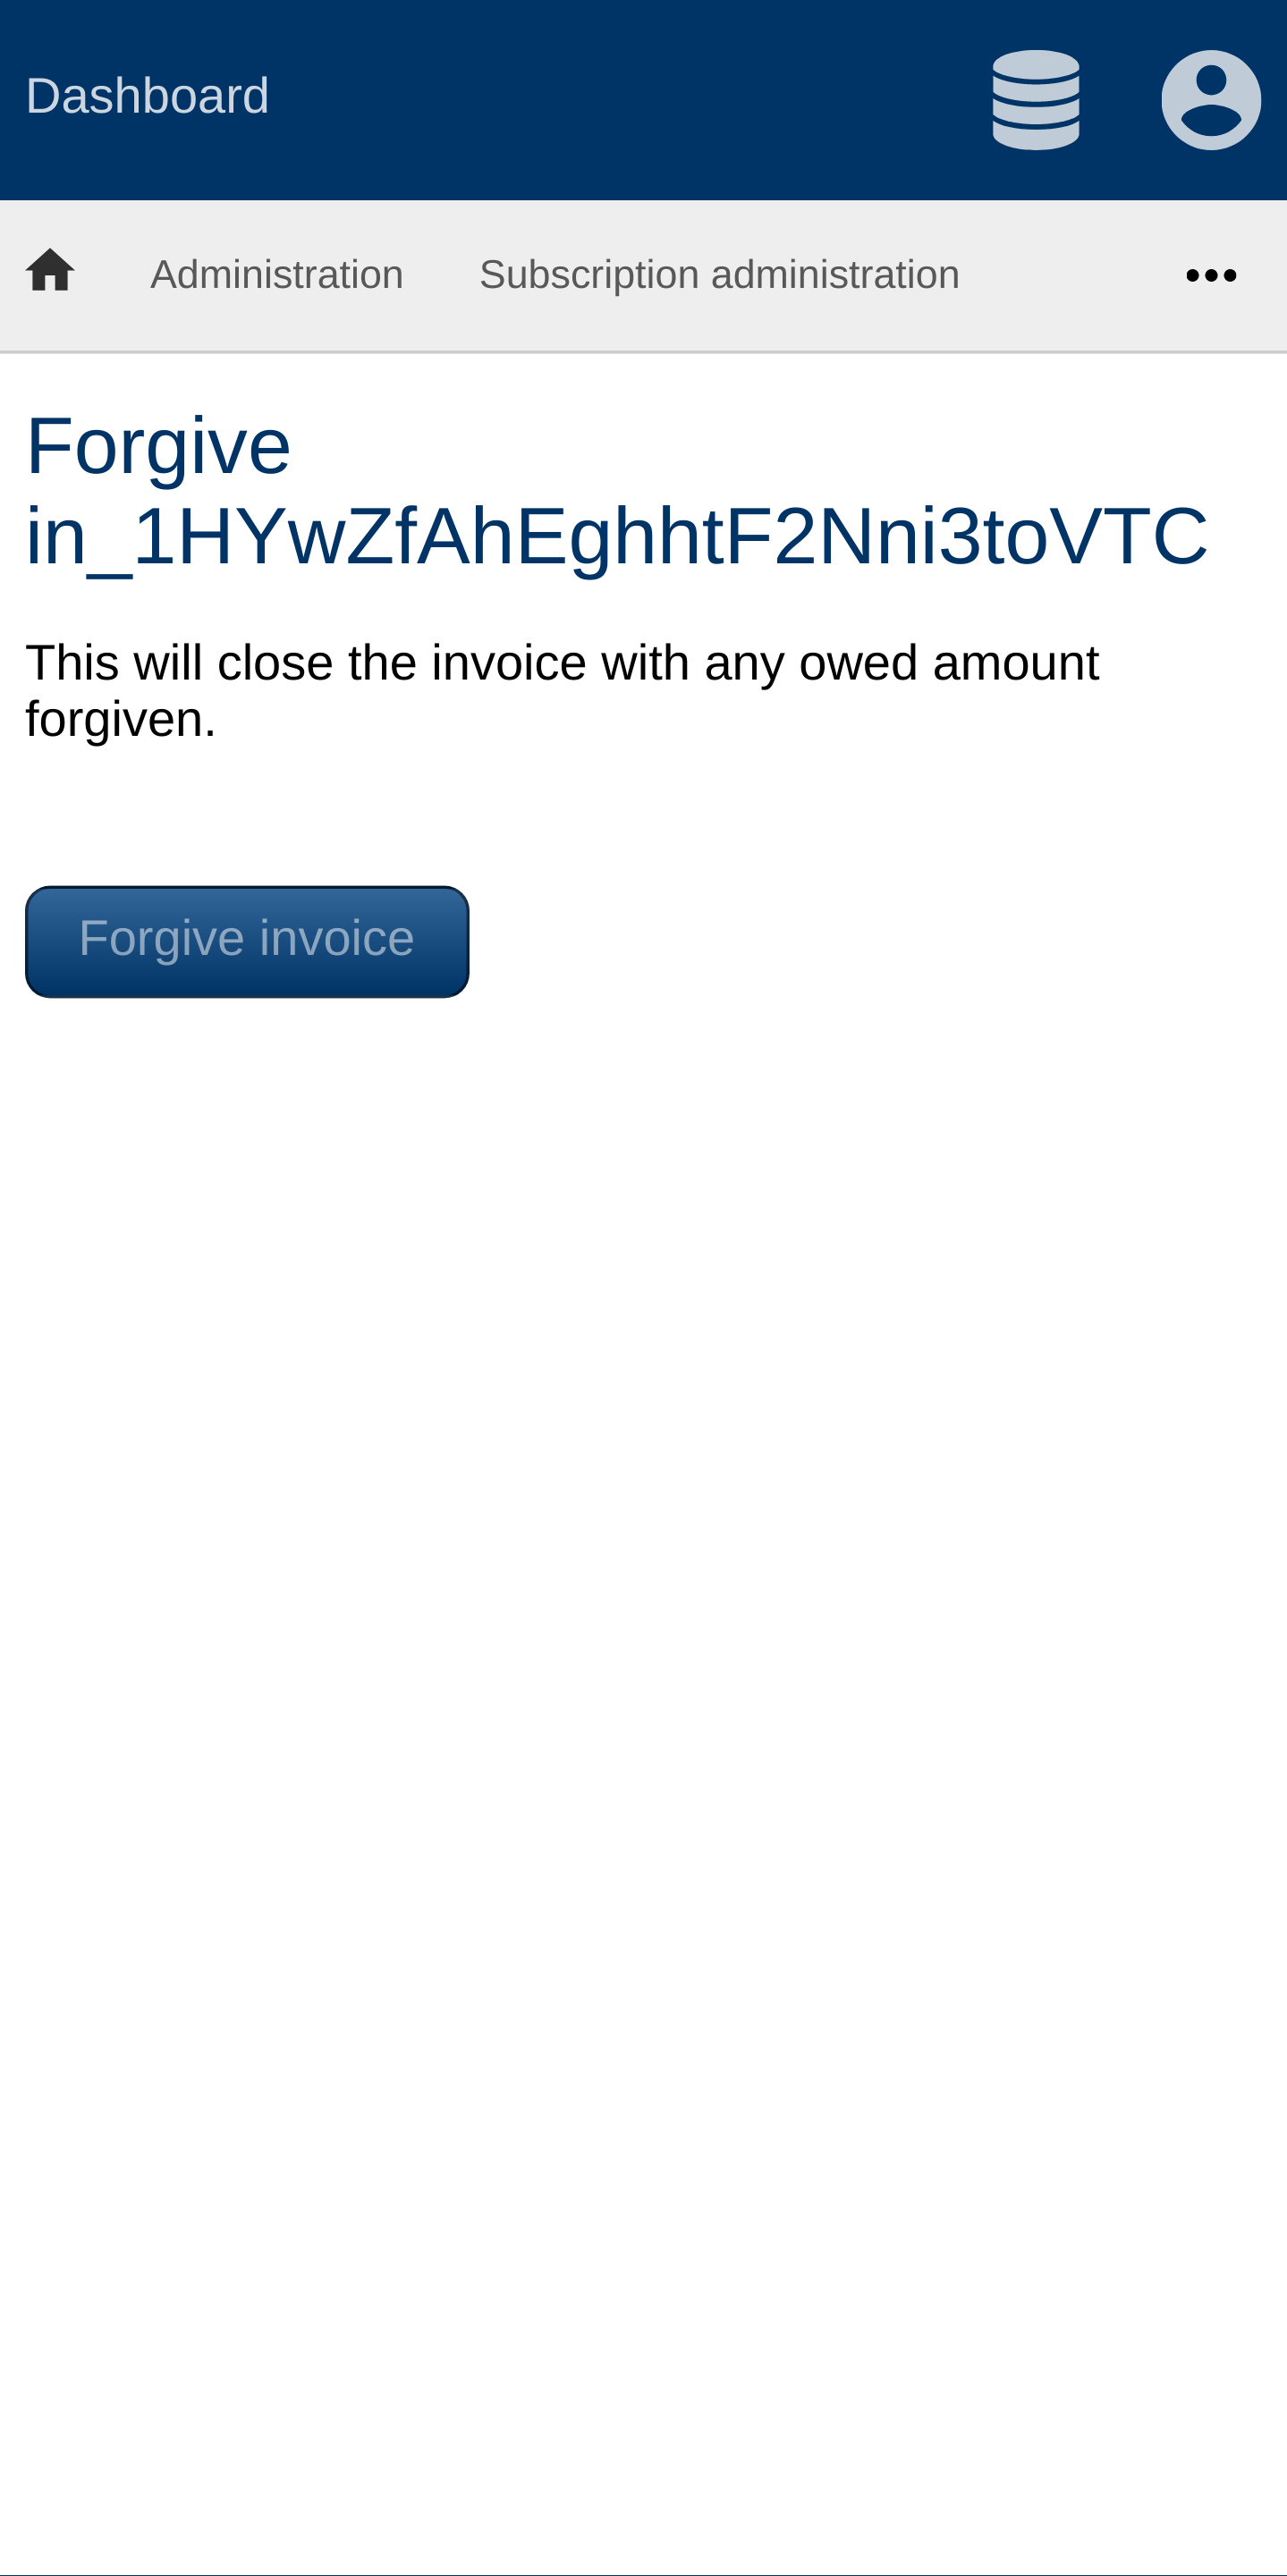 Dashboard
Administration Subscription administration
Forgive
in_1HYwZfAhEghhtF2Nni3toVTC
This will close the invoice with any owed amount
forgiven.
Forgive invoice